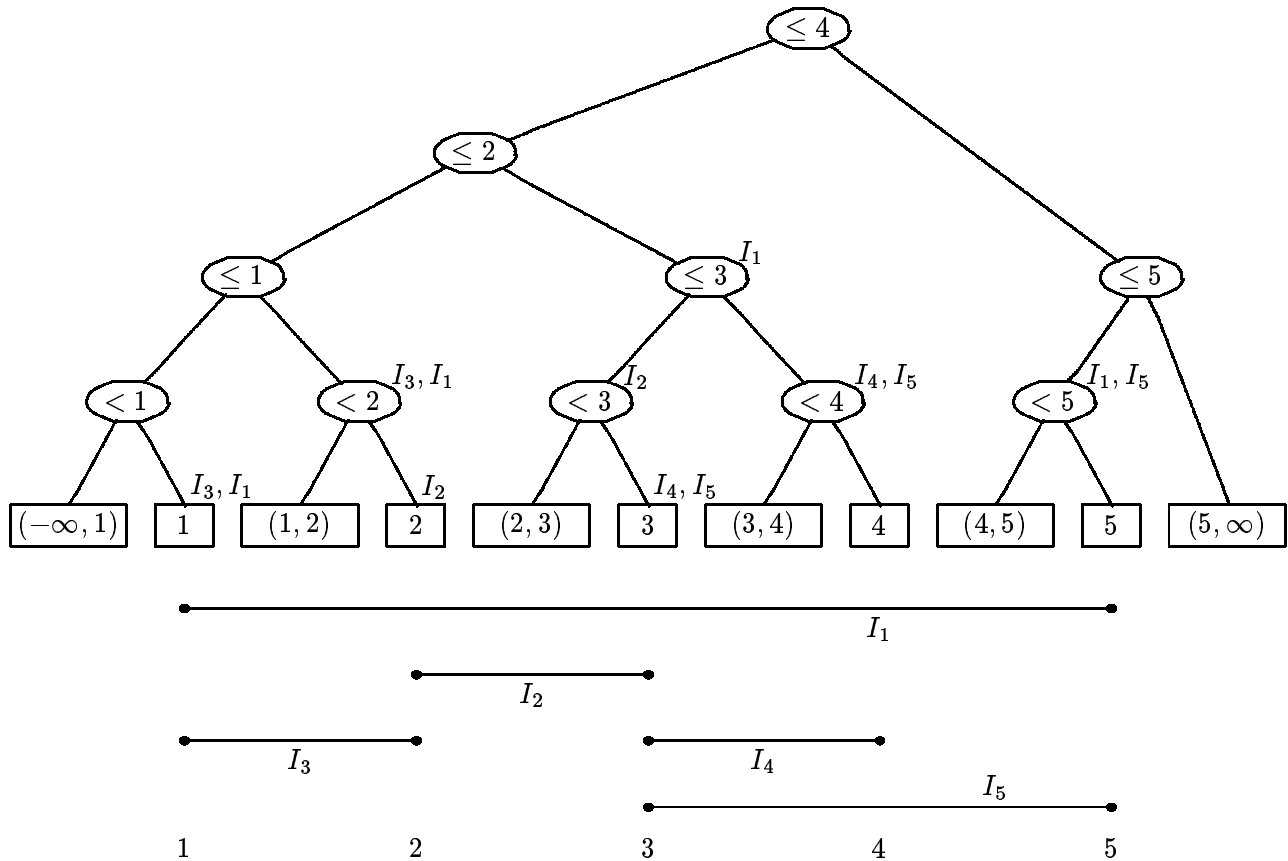 ≤ 4
≤ 2
I₁
≤ 1 ≤ 3 ≤ 5
I₃, I₁ I₂ I₄, I₅ I₁, I₅
< 1 < 2 < 3 < 4 < 5
I₃, I₁ I₂ I₄, I₅
(−∞, 1) 1 (1, 2) 2 (2, 3) 3 (3, 4) 4 (4, 5) 5 (5, ∞)
I₁
I₂
I₃ I₄
I₅
1 2 3 4 5